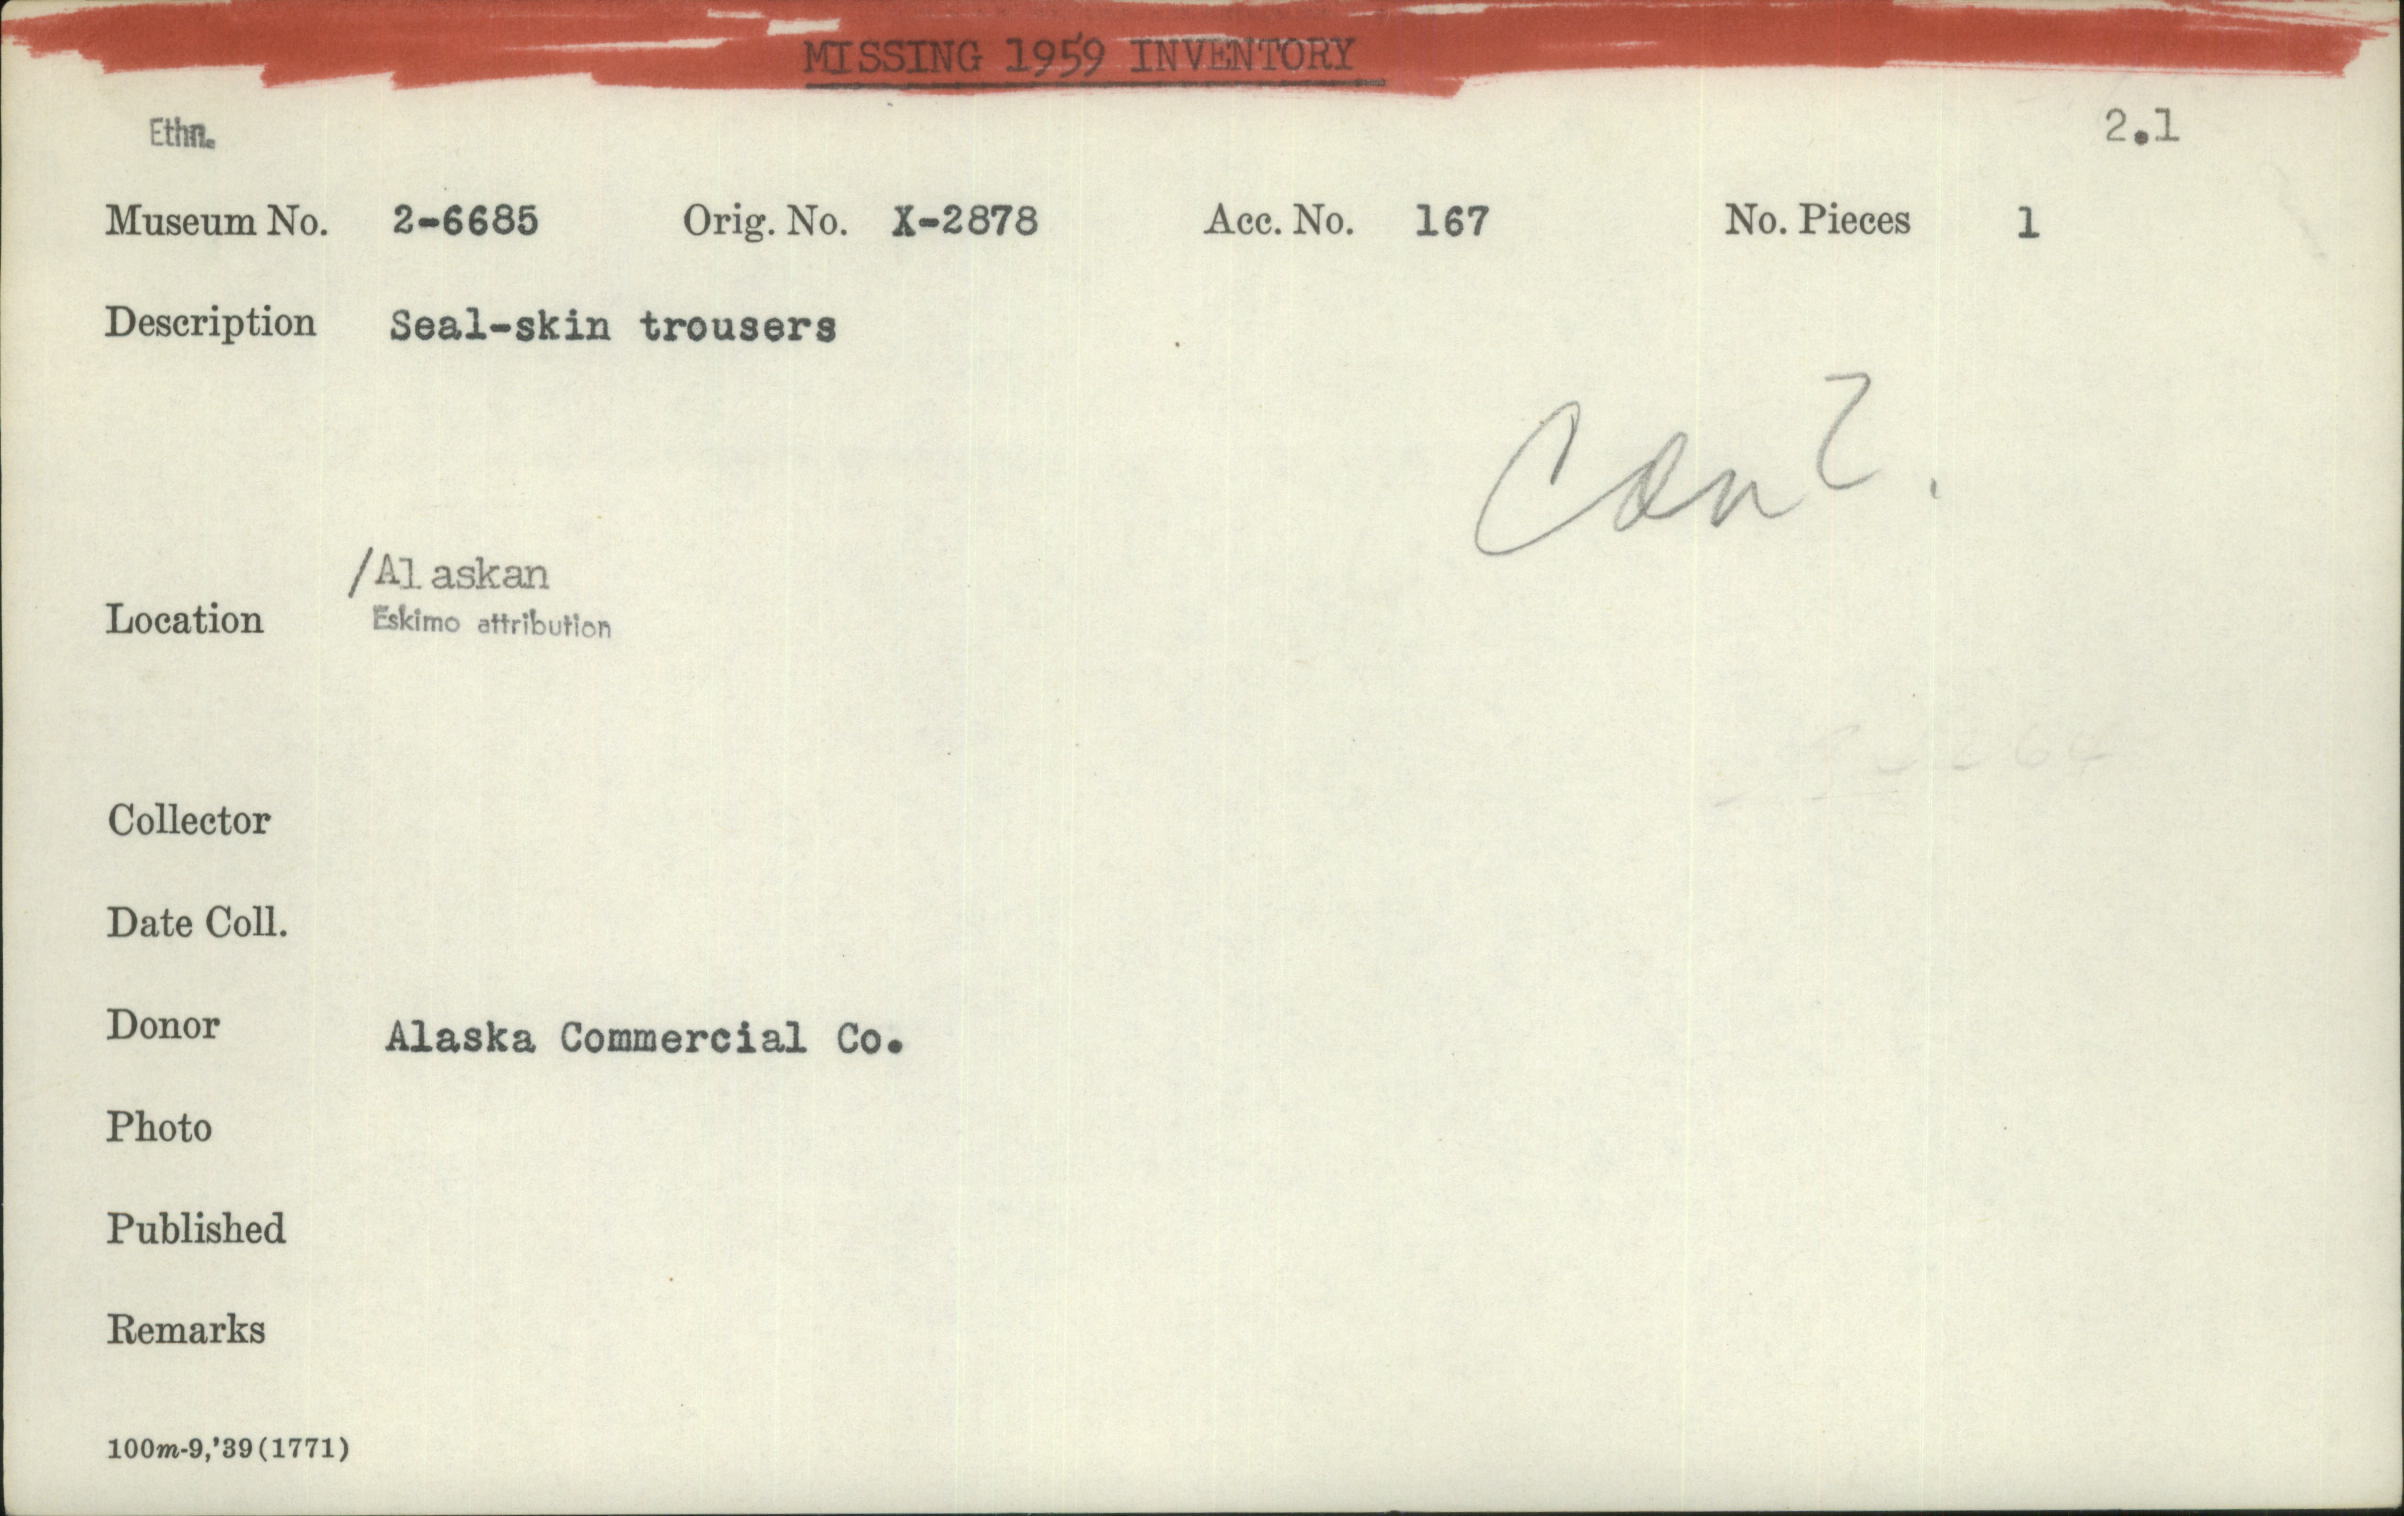 MISSING 1959 INVENTORY
Ethn. 2.1
Museum No. 2-6685 Orig. No. X-2878 Acc. No. 167 No. Pieces 1
Description Seal-skin trousers
/Alaskan
Location Eskimo attribution
Collector
Date Coll.
Donor Alaska Commercial Co.
Photo
Published
Remarks
100m-9,'39(1771)